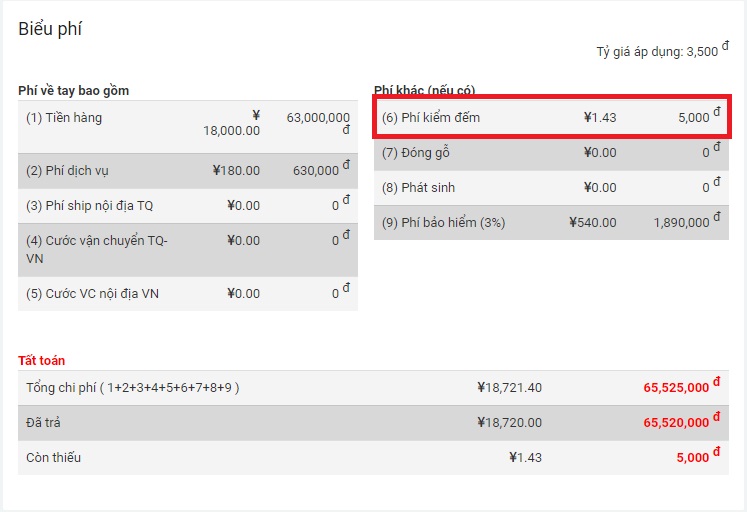 Biểu phí
Tỷ giá áp dụng: 3,500 đ
Phí về tay bao gồm
(1) Tiền hàng ¥ 63,000,000
18,000.00 đ
(2) Phí dịch vụ ¥180.00 630,000 đ
(3) Phí ship nội địa TQ ¥0.00 0 đ
(4) Cước vận chuyển TQ- ¥0.00 0 đ
VN
(5) Cước VC nội địa VN ¥0.00 0 đ
Phí khác (nếu có)
(6) Phí kiểm đếm ¥1.43 5,000 đ
(7) Đóng gỗ ¥0.00 0 đ
(8) Phát sinh ¥0.00 0 đ
(9) Phí bảo hiểm (3%) ¥540.00 1,890,000 đ
Tất toán
Tổng chi phí ( 1+2+3+4+5+6+7+8+9 ) ¥18,721.40 65,525,000 đ
Đã trả ¥18,720.00 65,520,000 đ
Còn thiếu ¥1.43 5,000 đ